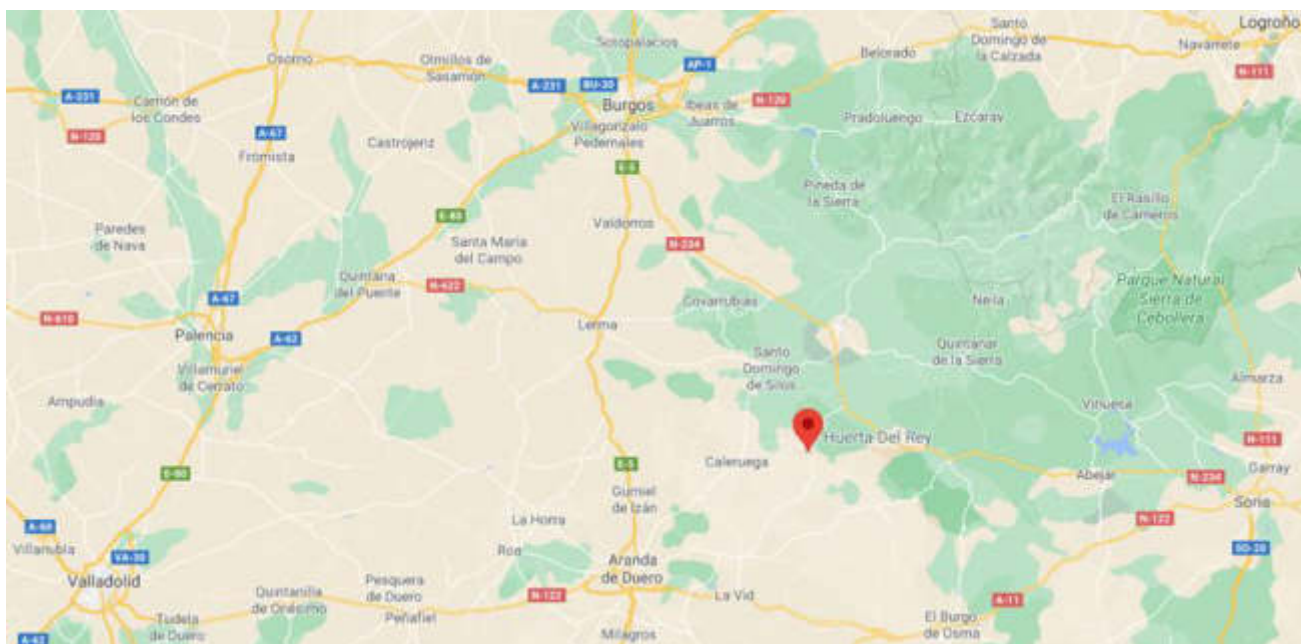 Logroño
Santo
Domingo de
la Calzada
Navarrete
Sotopalacios
Belorado
Osorno
Olmillos de
Sasamón
AP-1
N-111
A-231
BU-30
A-231
Carrión de
los Condes
Burgos
Ibeas de
Juarros
N-120
N-120
A-67
Castrojeriz
Villagonzalo
Pedernales
Pradoluengo
Ezcaray
Frómista
E-5
Pineda de
la Sierra
El Rasillo
de Cameros
E-80
Valdorros
Paredes
de Nava
Santa María
del Campo
N-234
Quintana
del Puente
N-622
Parque Natural
Sierra de
Cebollera
A-67
Covarrubias
Neila
N-610
Palencia
A-62
Lerma
Quintanar
de la Sierra
Santo
Domingo
de Silos
Villamuriel
de Cerrato
Almarza
Ampudia
Vinuesa
Huerta Del Rey
N-111
E-80
E-5
Caleruega
Abejar
Garray
N-234
Gumiel
de Izán
Soria
La Horra
N-122
A-60
Villanubla
VA-30
Roa
Aranda
de Duero
SO-20
Valladolid
Quintanilla
de Onésimo
Pesquera
de Duero
N-122
La Vid
A-11
Tudela
de Duero
Peñafiel
El Burgo
de Osma
A-62
Milagros